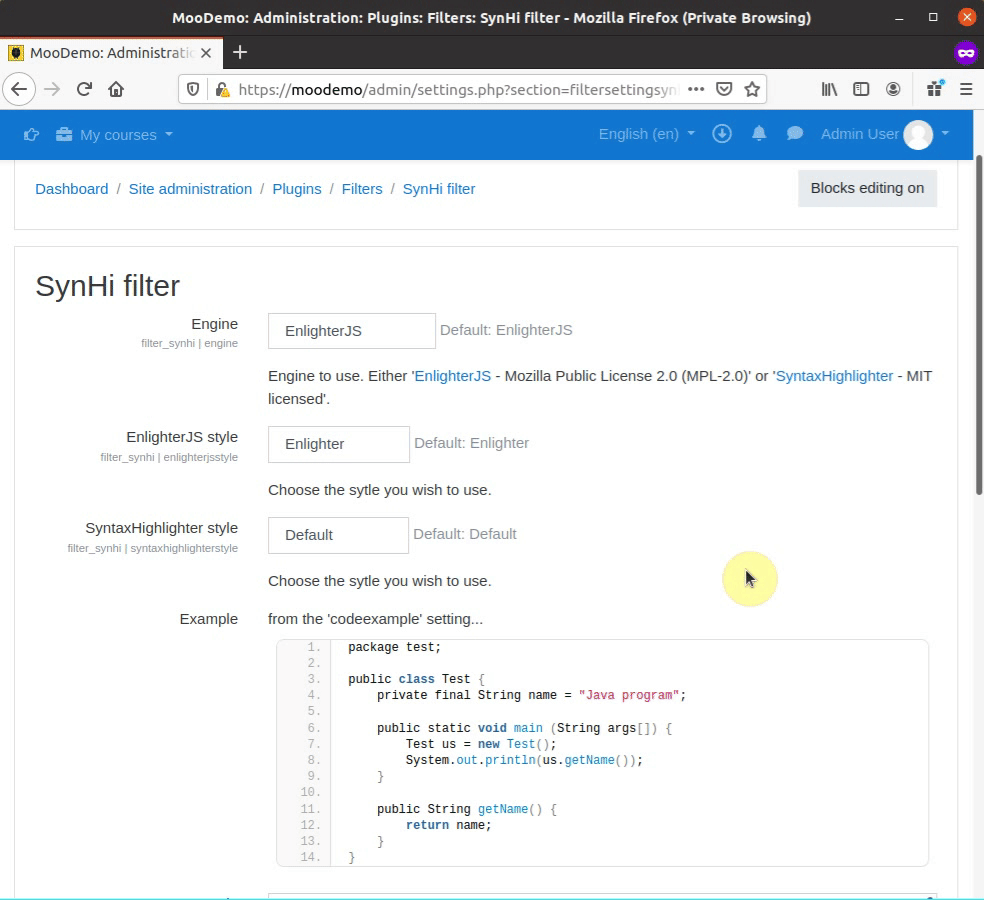 MooDemo: Administration: Plugins: Filters: SynHi filter - Mozilla Firefox (Private Browsing)
MooDemo: Administratio
https://moodemo/admin/settings.php?section=filtersettingsyn
My courses
English (en)
Admin User
Dashboard / Site administration / Plugins / Filters / SynHi filter
Blocks editing on
SynHi filter
Engine
filter_synhi | engine
EnlighterJS
Default: EnlighterJS
Engine to use. Either 'EnlighterJS - Mozilla Public License 2.0 (MPL-2.0)' or 'SyntaxHighlighter - MIT
licensed'.
EnlighterJS style
filter_synhi | enlighterjsstyle
Enlighter
Default: Enlighter
Choose the sytle you wish to use.
SyntaxHighlighter style
filter_synhi | syntaxhighlighterstyle
Default
Default: Default
Choose the sytle you wish to use.
Example
from the 'codeexample' setting...
1. package test;
2.
3. public class Test {
4.     private final String name = "Java program";
5.
6.     public static void main (String args[]) {
7.         Test us = new Test();
8.         System.out.println(us.getName());
9.     }
10.
11.     public String getName() {
12.         return name;
13.     }
14. }